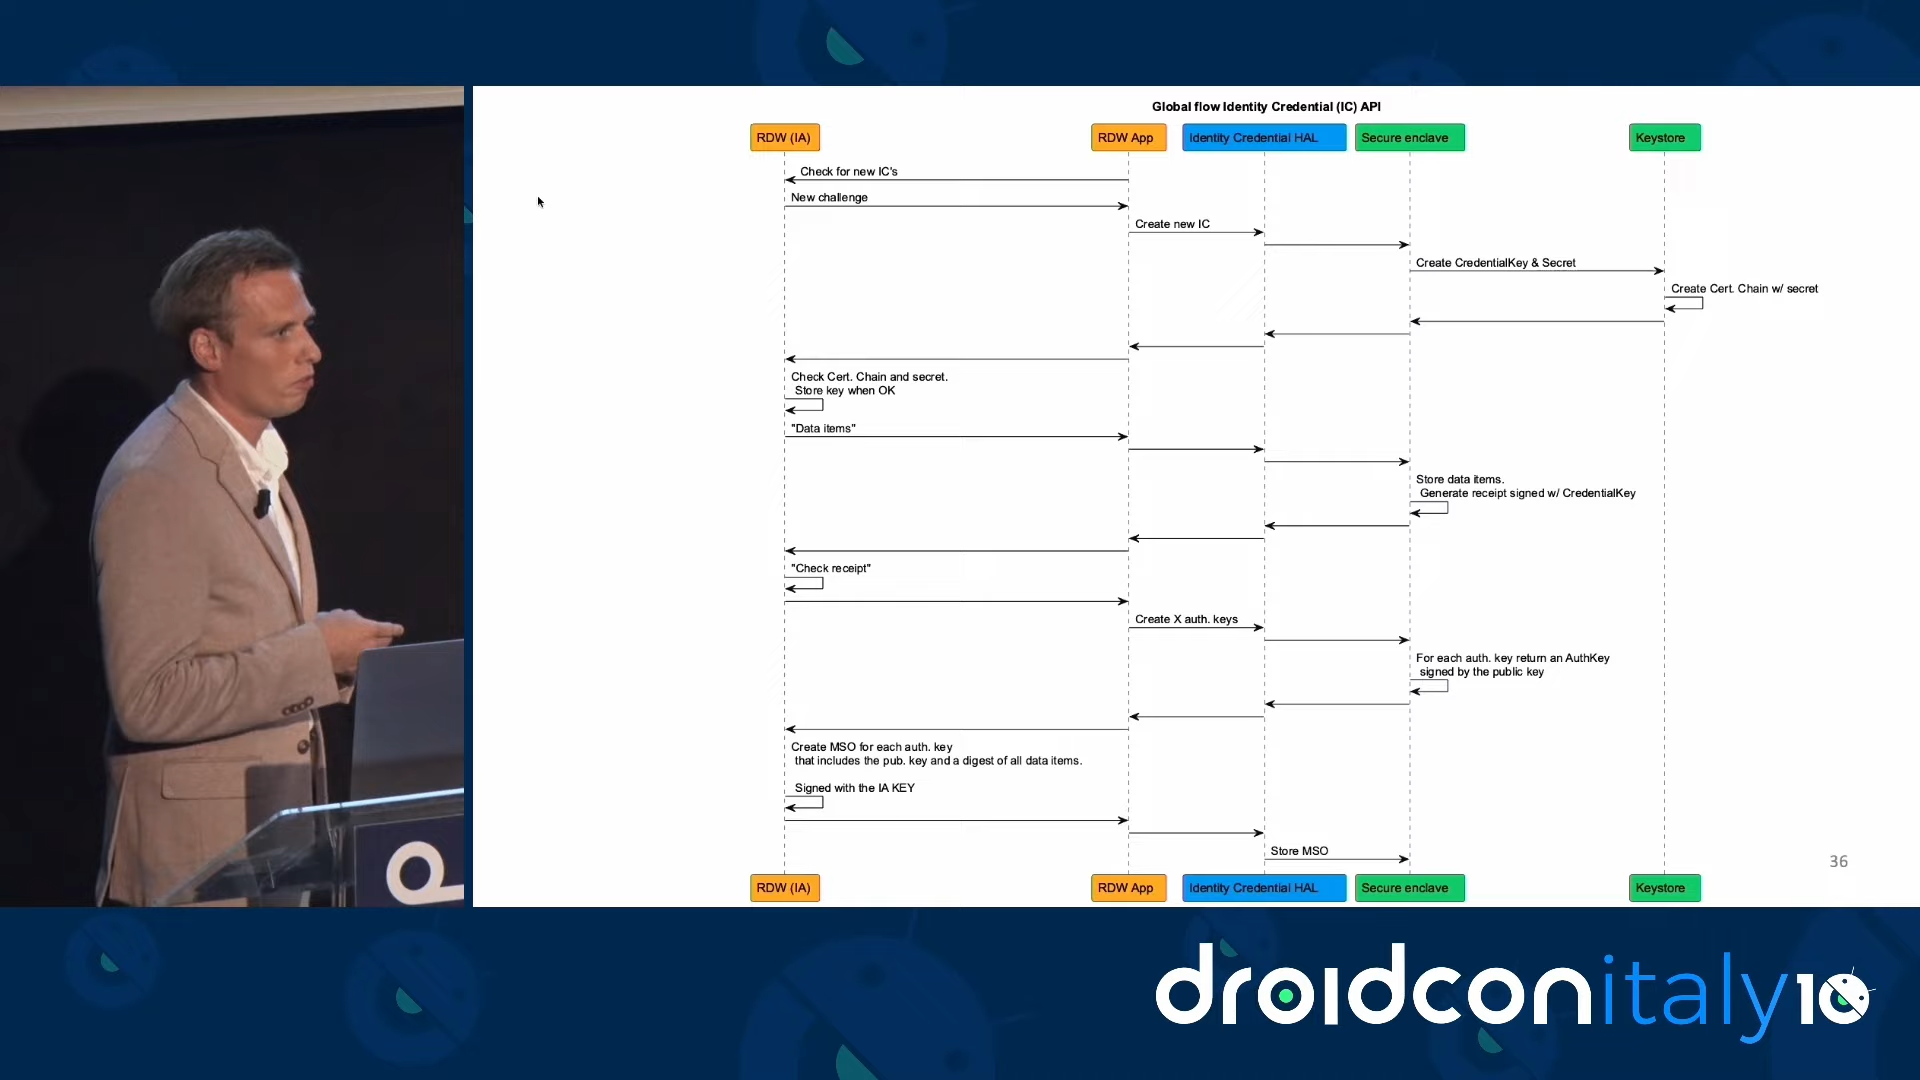 Global flow Identity Credential (IC) API
RDW (IA)
RDW App
Identity Credential HAL
Secure enclave
Keystore
Check for new IC's
New challenge
Create new IC
Create CredentialKey & Secret
Create Cert. Chain w/ secret
Check Cert. Chain and secret.
Store key when OK
"Data items"
Store data items.
Generate receipt signed w/ CredentialKey
"Check receipt"
Create X auth. keys
For each auth. key return an AuthKey
signed by the public key
Create MSO for each auth. key
that includes the pub. key and a digest of all data items.
Signed with the IA KEY
Store MSO
36
RDW (IA)
RDW App
Identity Credential HAL
Secure enclave
Keystore
droidconitaly10